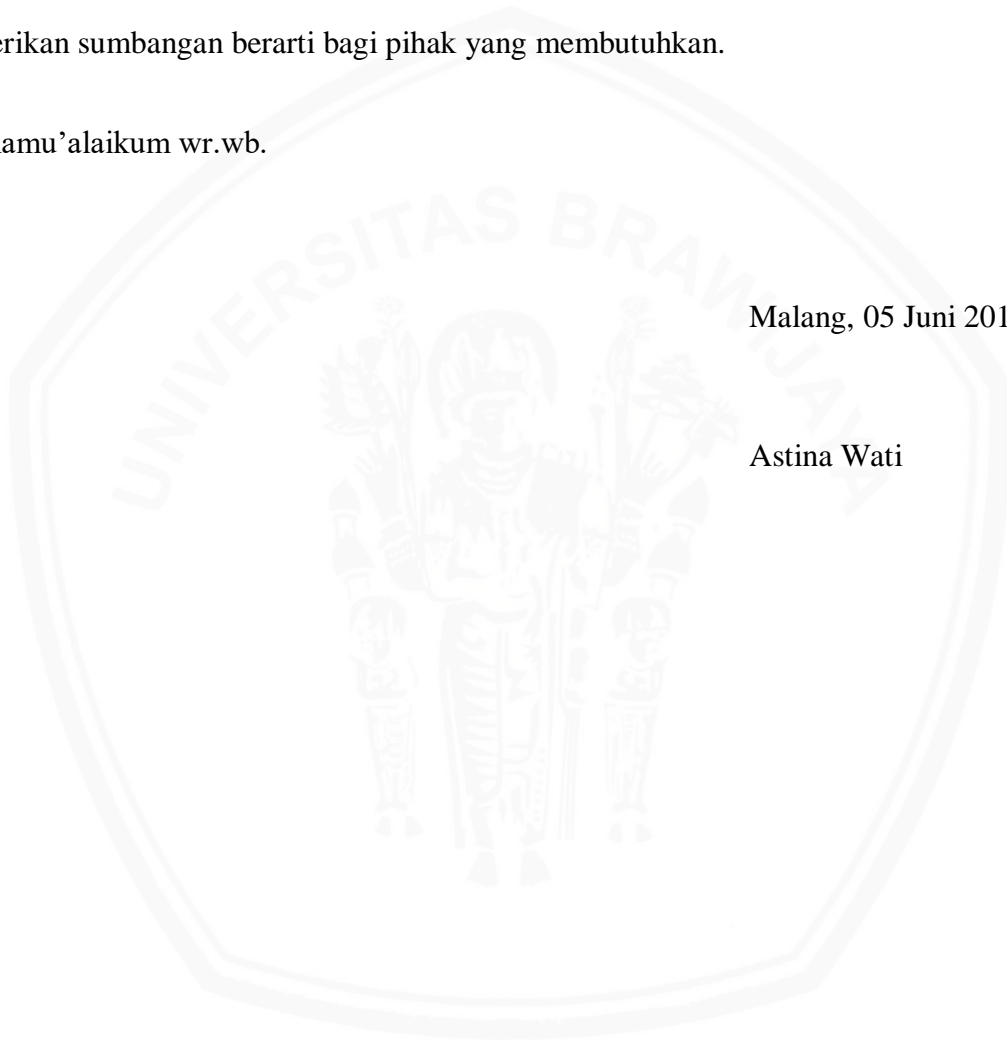 erikan sumbangan berarti bagi pihak yang membutuhkan.
amu’alaikum wr.wb.
UNIVERSITAS BRAWIJAYA
Malang, 05 Juni 201
Astina Wati